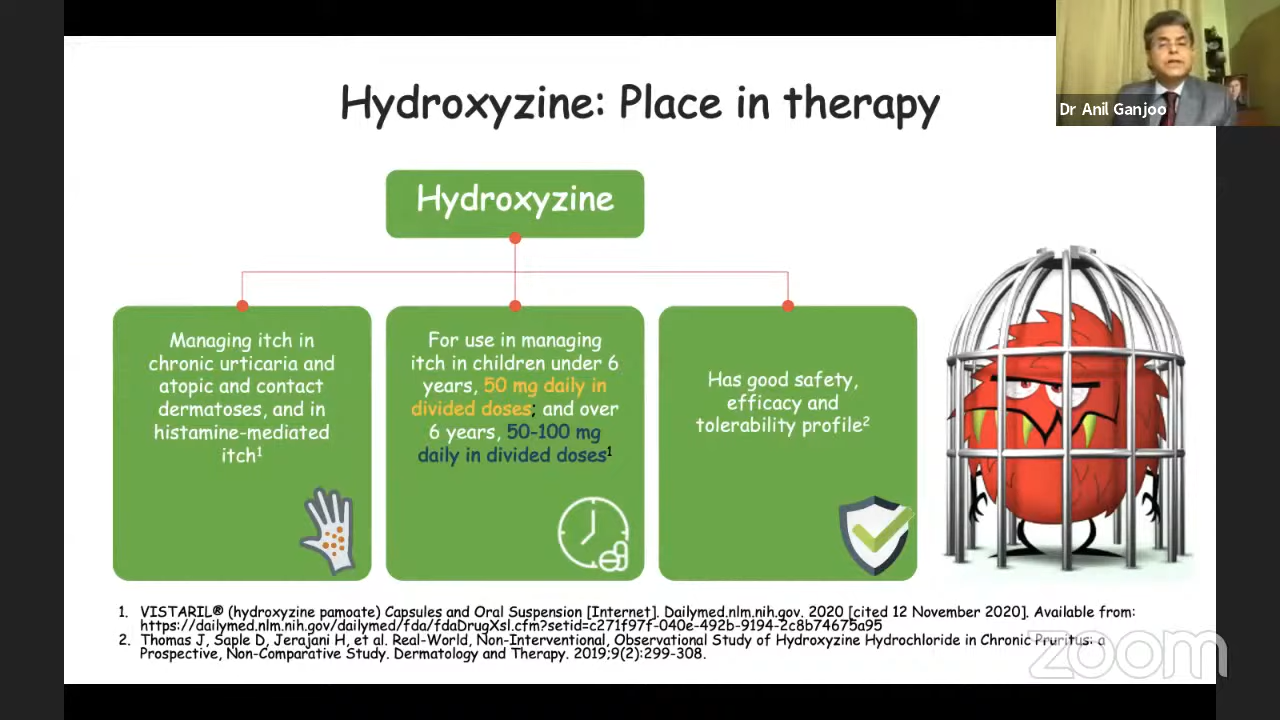 Hydroxyzine: Place in therapy
Dr Anil Ganjoo
Hydroxyzine
Managing itch in
chronic urticaria and
atopic and contact
dermatoses, and in
histamine-mediated
itch¹
For use in managing
itch in children under 6
years, 50 mg daily in
divided doses; and over
6 years, 50-100 mg
daily in divided doses¹
Has good safety,
efficacy and
tolerability profile²
1. VISTARIL® (hydroxyzine pamoate) Capsules and Oral Suspension [Internet]. Dailymed.nlm.nih.gov. 2020 [cited 12 November 2020]. Available from:
https://dailymed.nlm.nih.gov/dailymed/fda/fdaDrugXsl.cfm?setid=c271f97f-040e-492b-9194-2c8b74675a95
2. Thomas J, Saple D, Jerajani H, et al. Real-World, Non-Interventional, Observational Study of Hydroxyzine Hydrochloride in Chronic Pruritus: a
Prospective, Non-Comparative Study. Dermatology and Therapy. 2019;9(2):299-308.
zoom